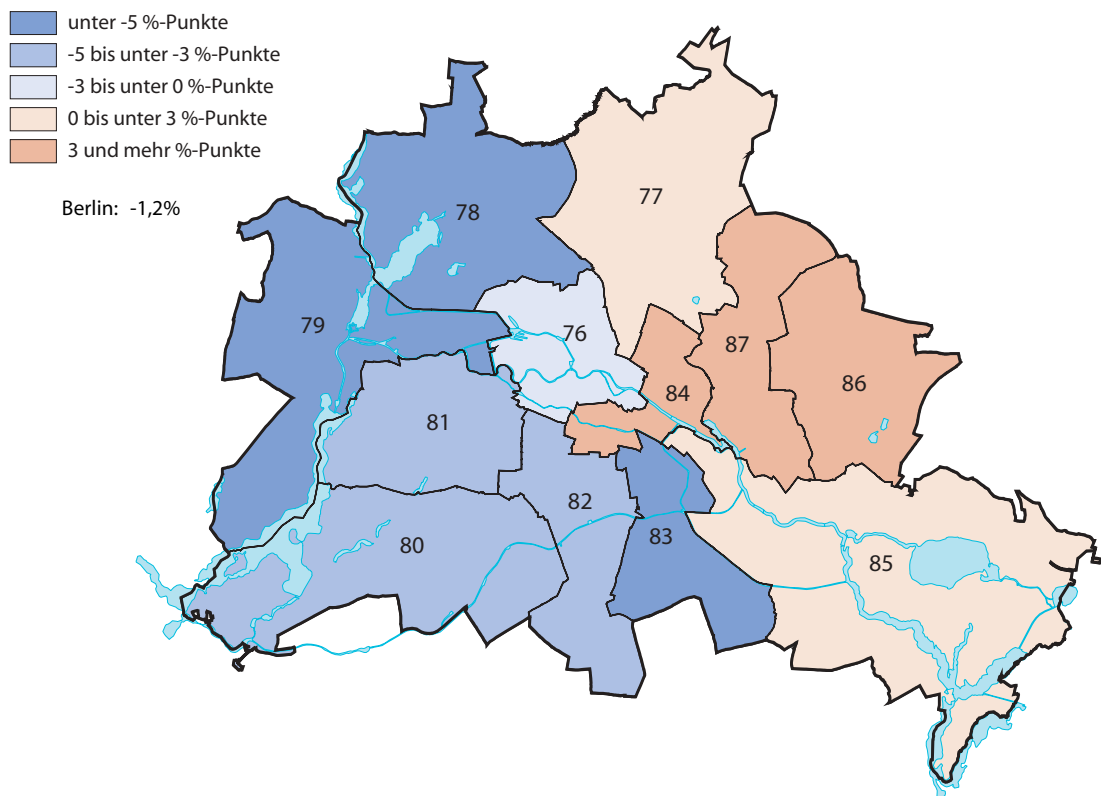 unter -5 %-Punkte
-5 bis unter -3 %-Punkte
-3 bis unter 0 %-Punkte
0 bis unter 3 %-Punkte
3 und mehr %-Punkte
Berlin: -1,2%
77
78
79
76
87
86
84
81
82
83
80
85